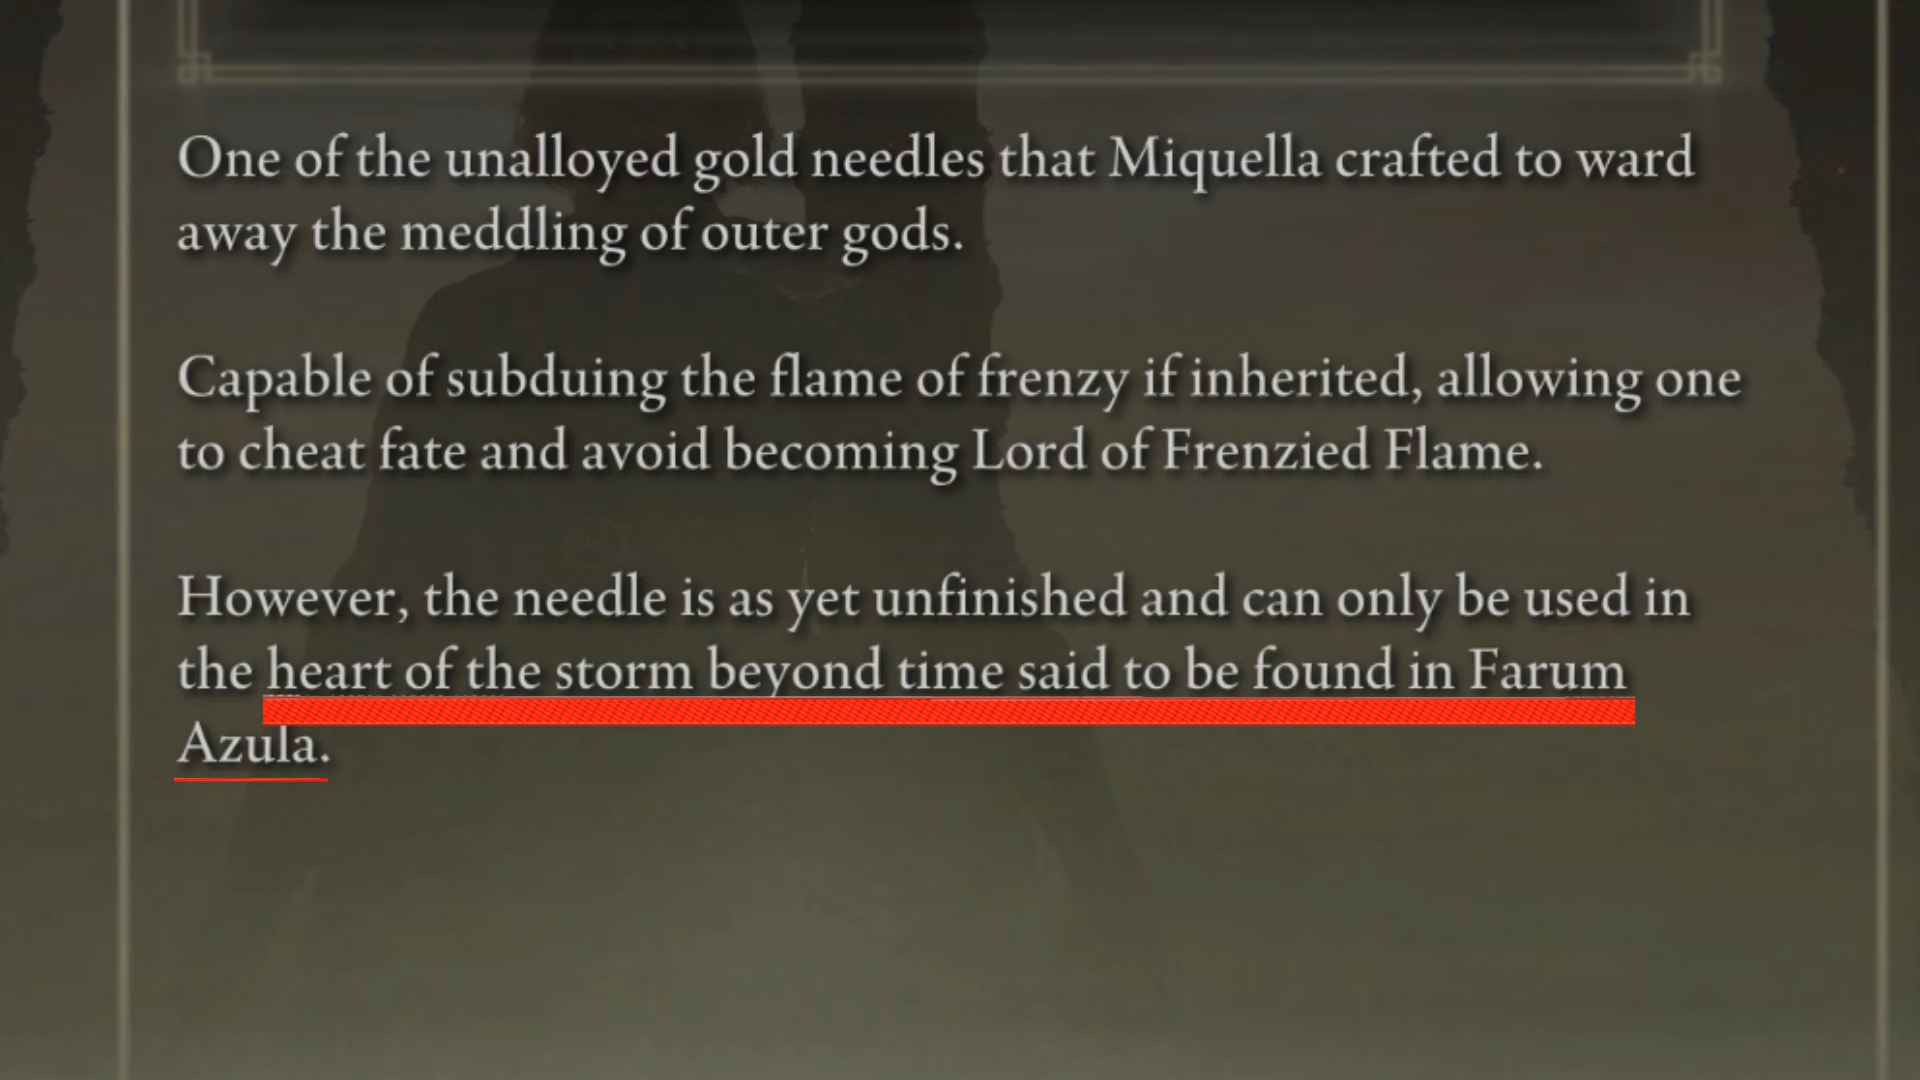 One of the unalloyed gold needles that Miquella crafted to ward
away the meddling of outer gods.
Capable of subduing the flame of frenzy if inherited, allowing one
to cheat fate and avoid becoming Lord of Frenzied Flame.
However, the needle is as yet unfinished and can only be used in
the heart of the storm beyond time said to be found in Farum
Azula.